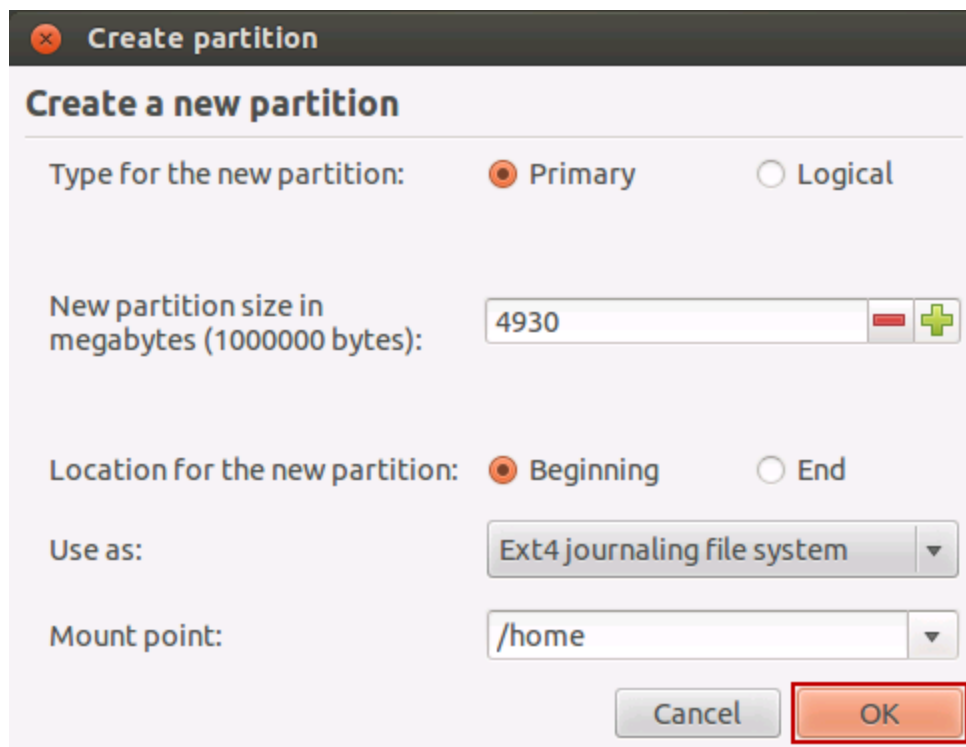 Create partition
Create a new partition
Type for the new partition: Primary Logical
New partition size in
megabytes (1000000 bytes): 4930
Location for the new partition: Beginning End
Use as: Ext4 journaling file system
Mount point: /home
Cancel OK